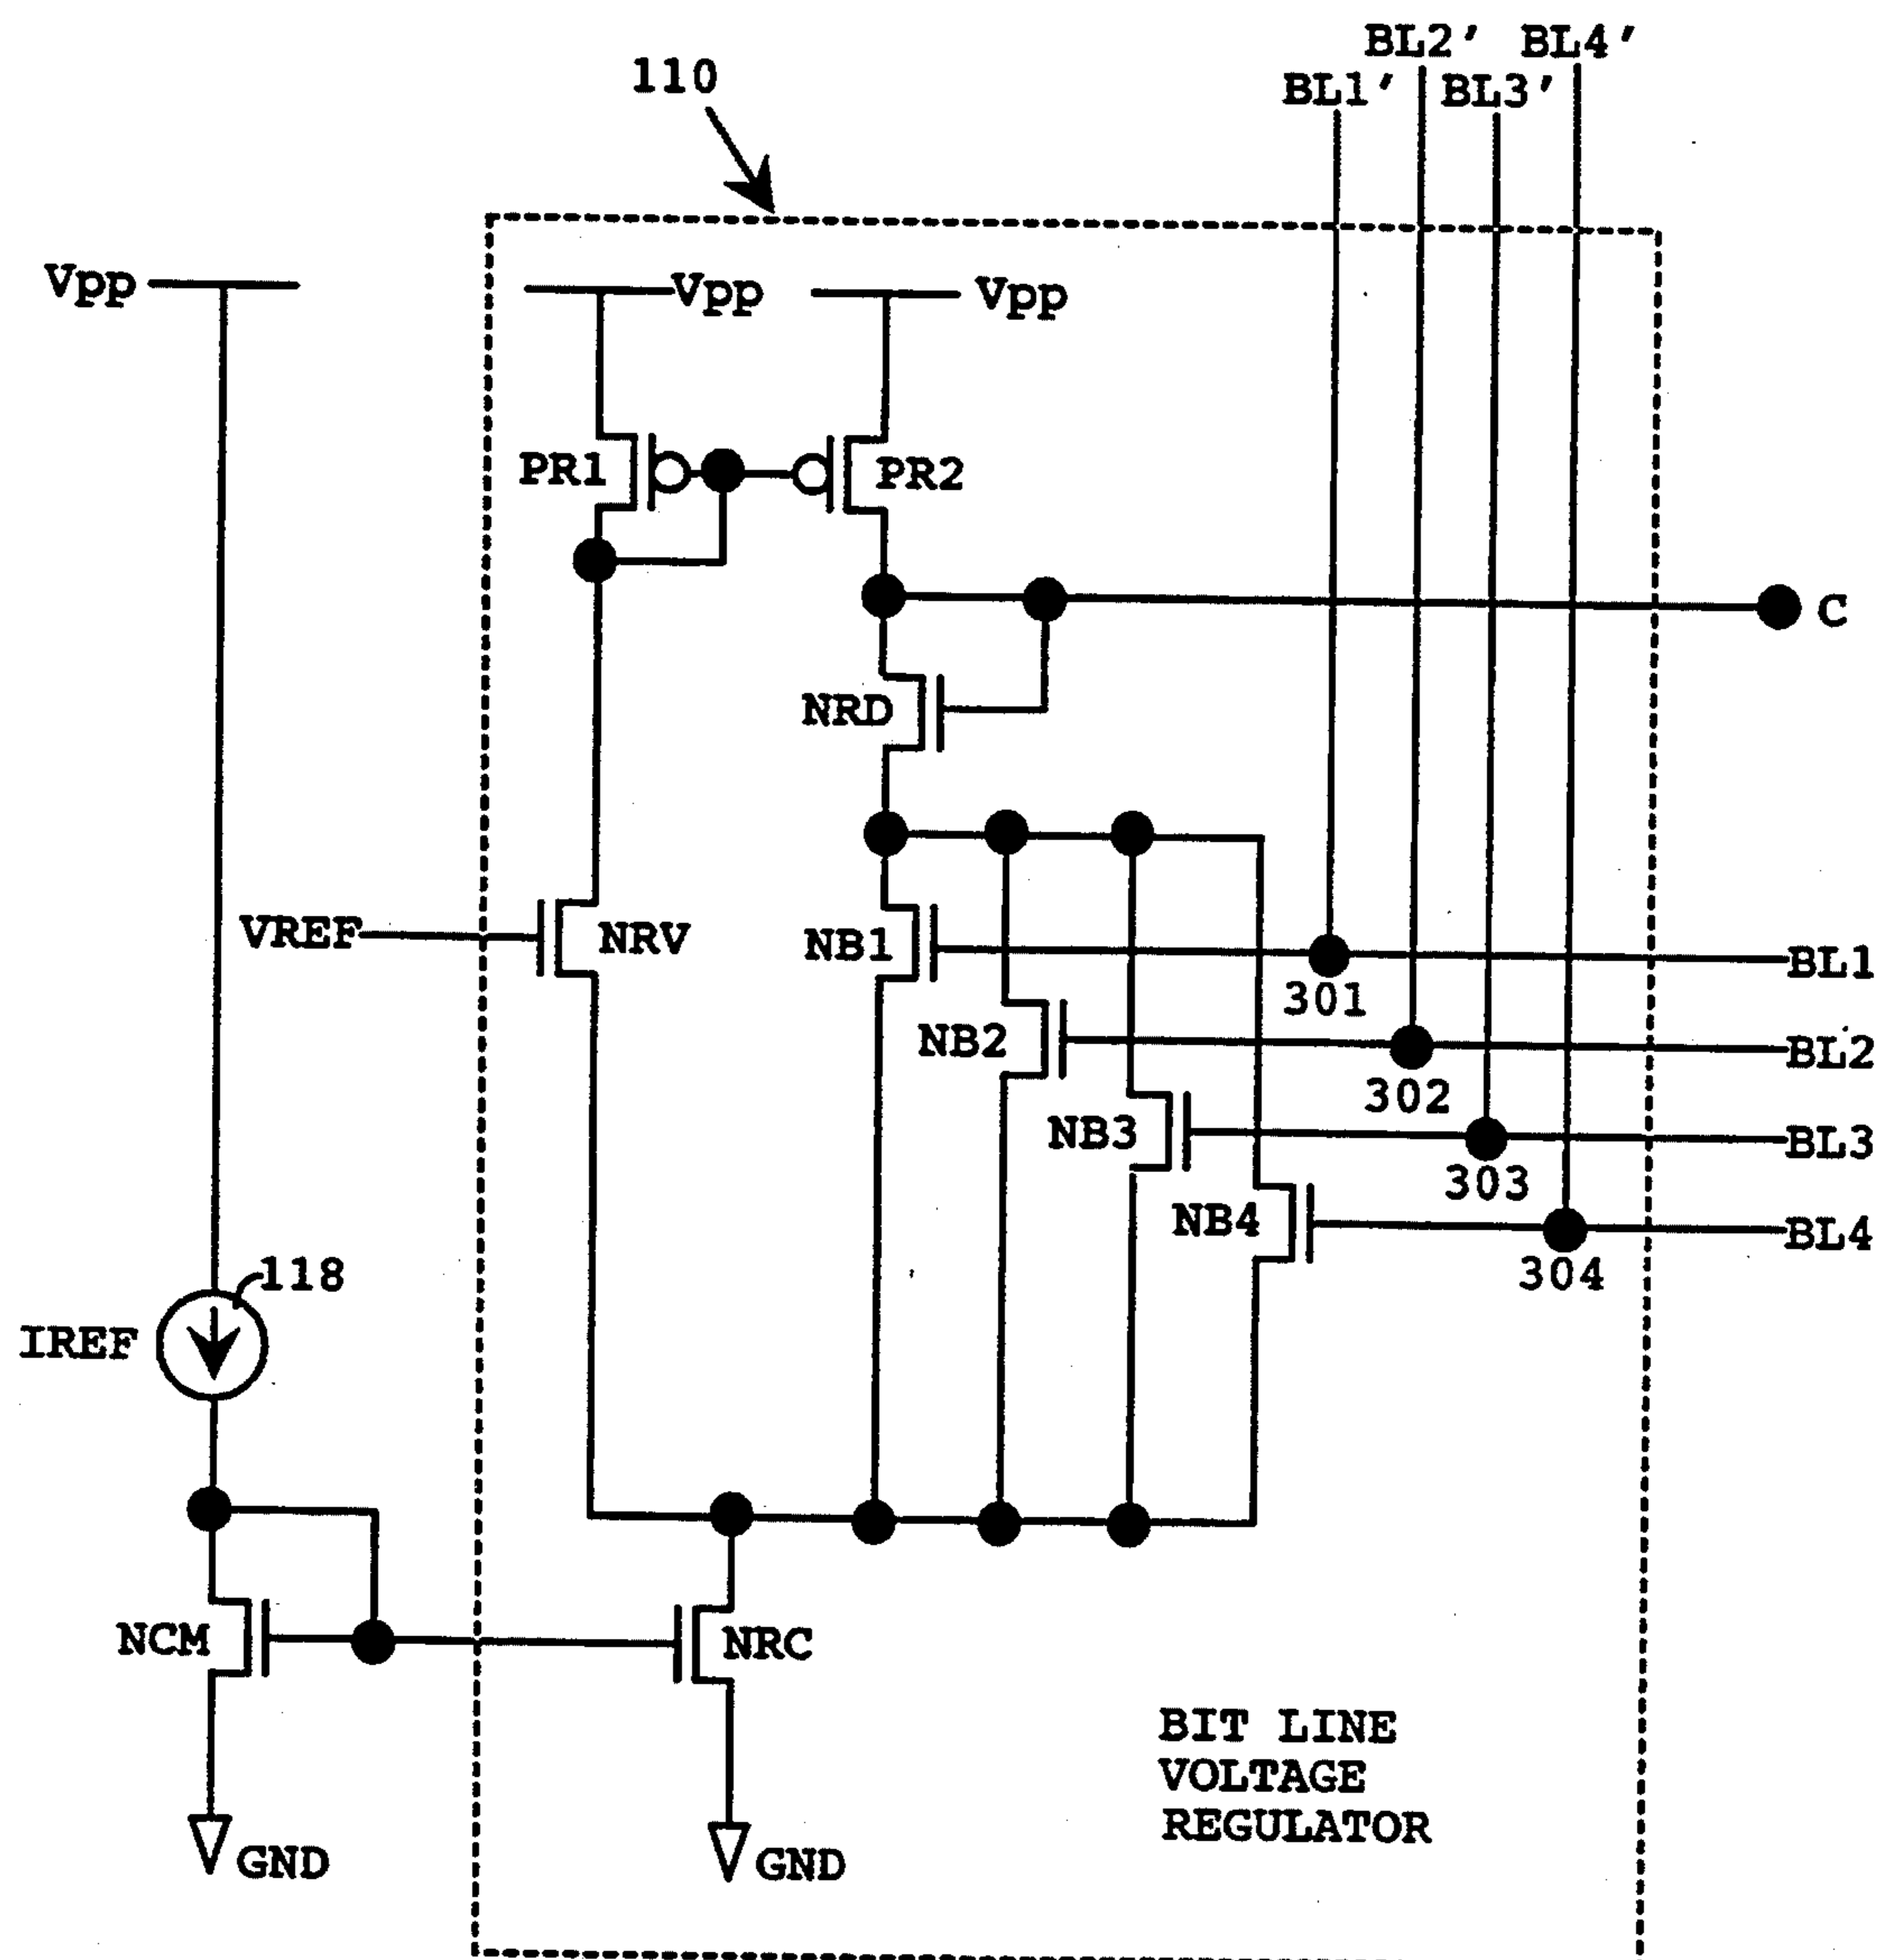 BL2' BL4'
110
BL1' BL3'
Vpp
Vpp
Vpp
PR1
PR2
C
NRD
VREF
NRV
NB1
BL1
301
NB2
BL2
302
NB3
BL3
303
NB4
BL4
304
118
IREF
NCM
NRC
BIT LINE
VOLTAGE
REGULATOR
GND
GND